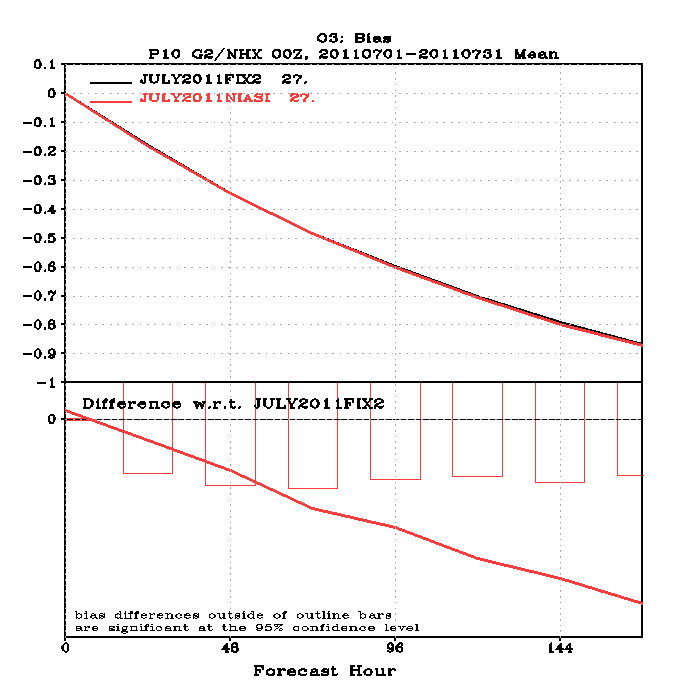 O3: Bias
P10 G2/NHX 00Z, 20110701-20110731 Mean
0.1
JULY2011FIX2 27.
0
JULY2011NIASI 27.
-0.1
-0.2
-0.3
-0.4
-0.5
-0.6
-0.7
-0.8
-0.9
-1
Difference w.r.t. JULY2011FIX2
0
bias differences outside of outline bars
are significant at the 95% confidence level
0 48 96 144
Forecast Hour